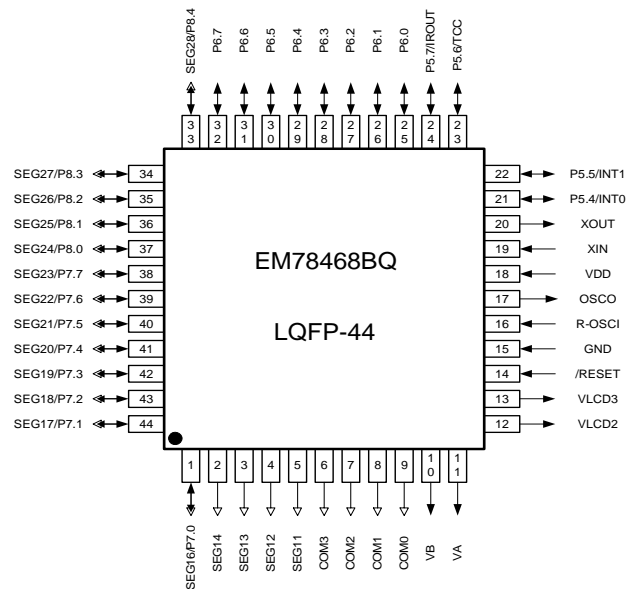 SEG28/P8.4
P6.7
P6.6
P6.5
P6.4
P6.3
P6.2
P6.1
P6.0
P5.7/IROUT
P5.6/TCC
33
32
31
30
29
28
27
26
25
24
23
SEG27/P8.3 34
SEG26/P8.2 35
SEG25/P8.1 36
SEG24/P8.0 37
SEG23/P7.7 38
SEG22/P7.6 39
SEG21/P7.5 40
SEG20/P7.4 41
SEG19/P7.3 42
SEG18/P7.2 43
SEG17/P7.1 44
EM78468BQ
LQFP-44
22 P5.5/INT1
21 P5.4/INT0
20 XOUT
19 XIN
18 VDD
17 OSCO
16 R-OSCI
15 GND
14 /RESET
13 VLCD3
12 VLCD2
1
2
3
4
5
6
7
8
9
10
11
SEG16/P7.0
SEG14
SEG13
SEG12
SEG11
COM3
COM2
COM1
COM0
VB
VA